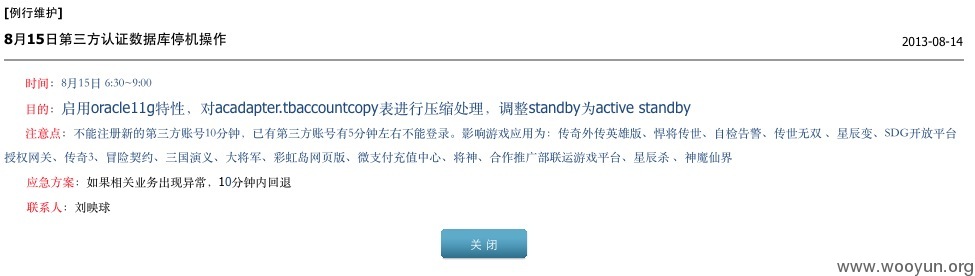 [例行维护]
8月15日第三方认证数据库停机操作
2013-08-14
时间：8月15日 6:30~9:00
目的：启用oracle11g特性，对acadapter.tbaccountcopy表进行压缩处理，调整standby为active standby
注意点：不能注册新的第三方账号10分钟，已有第三方账号有5分钟左右不能登录。影响游戏应用为：传奇外传英雄版、悍将传世、自检告警、传世无双 、星辰变、SDG开放平台
授权网关、传奇3、冒险契约、三国演义、大将军、彩虹岛网页版、微支付充值中心、将神、合作推广部联运游戏平台、星辰杀 、神魔仙界
应急方案：如果相关业务出现异常，10分钟内回退
联系人：刘映球
关 闭
www.wooyun.org